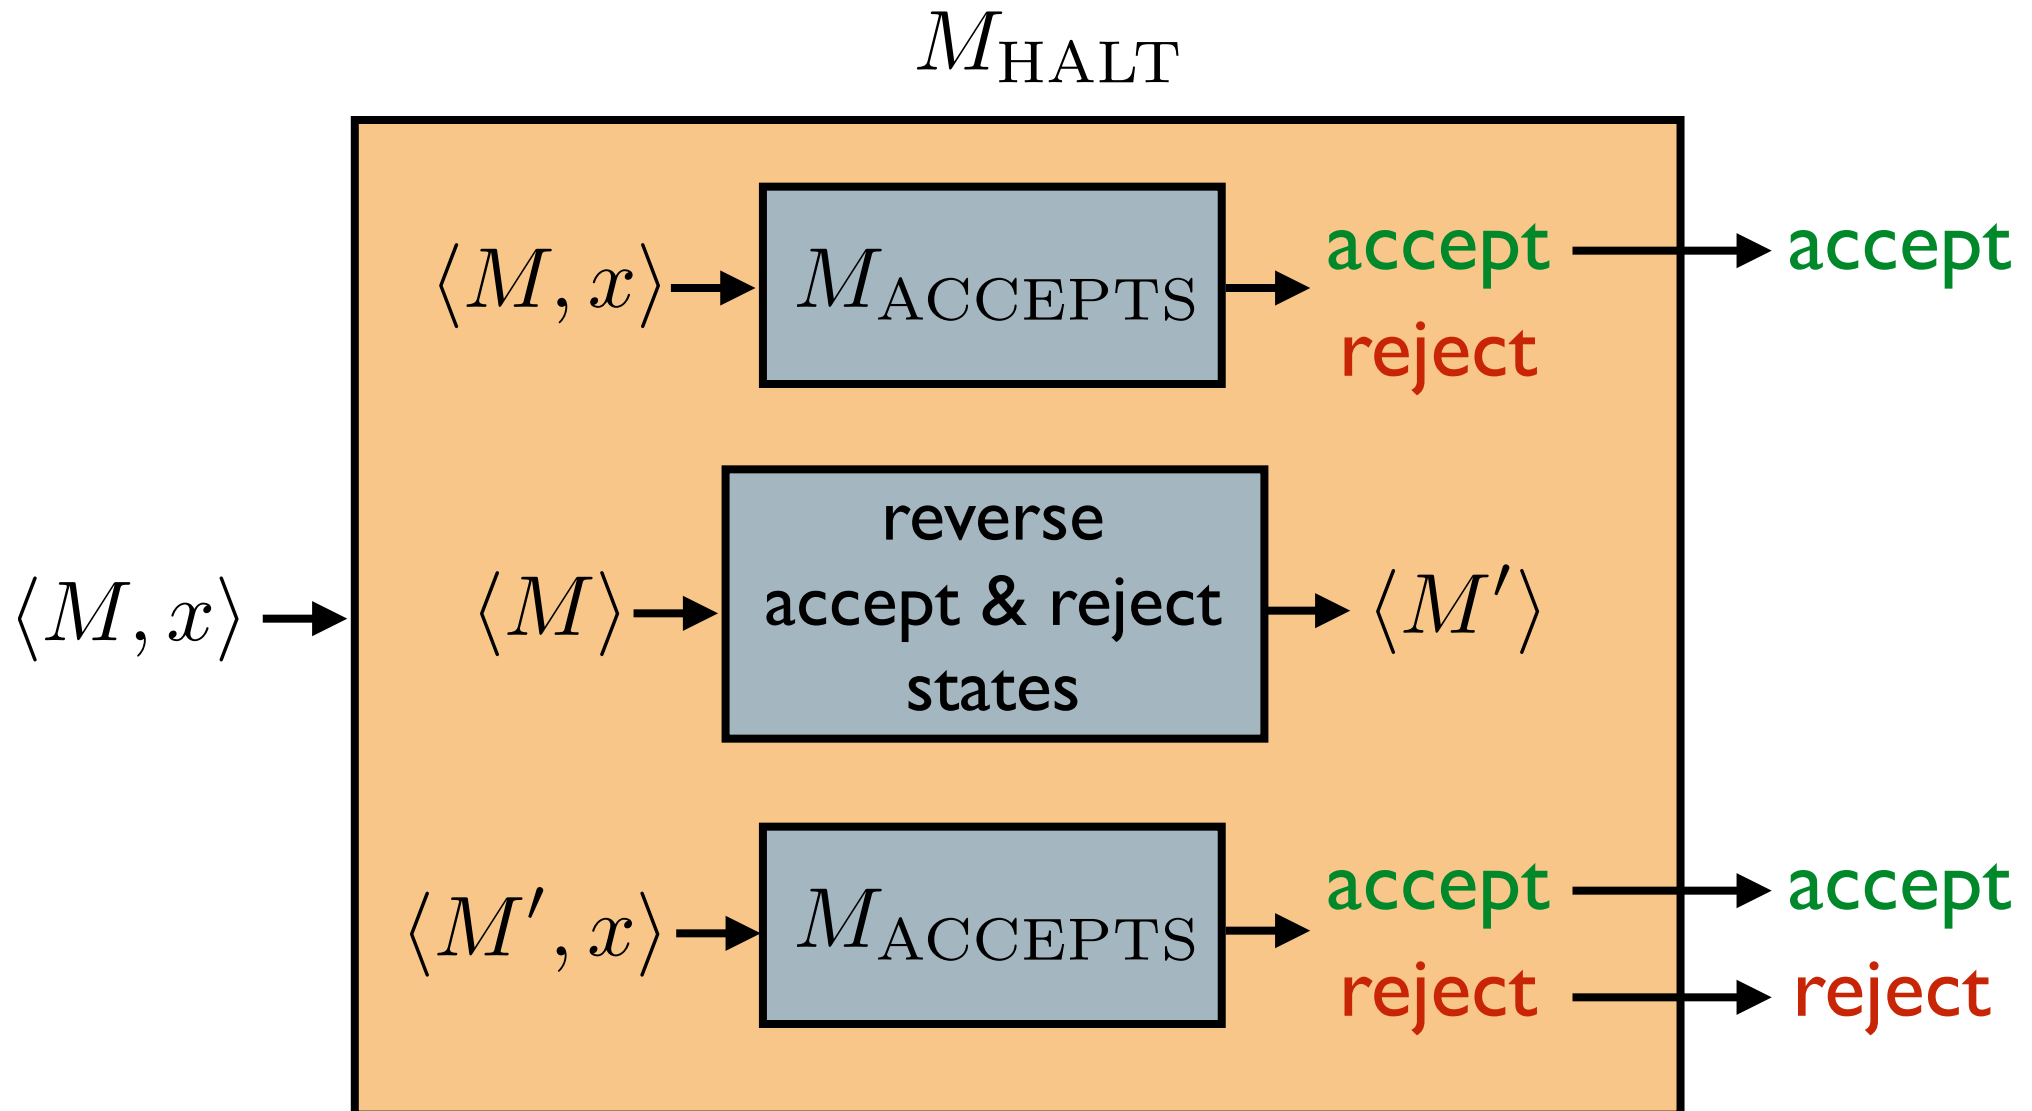 M_HALT
⟨M, x⟩
M_ACCEPTS
accept
accept
reject
⟨M, x⟩
⟨M⟩
reverse
accept & reject
states
⟨M′⟩
⟨M′, x⟩
M_ACCEPTS
accept
accept
reject
reject